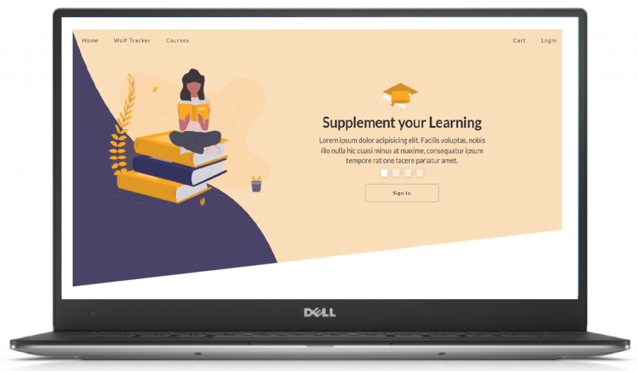 Home Wolf Tracker Courses Cart Login
Supplement your Learning
Lorem ipsum dolor adipisicing elit. Facilis voluptas, nobis
illo nulla hic cuasi minus at maxime, consequatur ipsum
tempore ratione facere pariatur amet.
Sign In
DELL